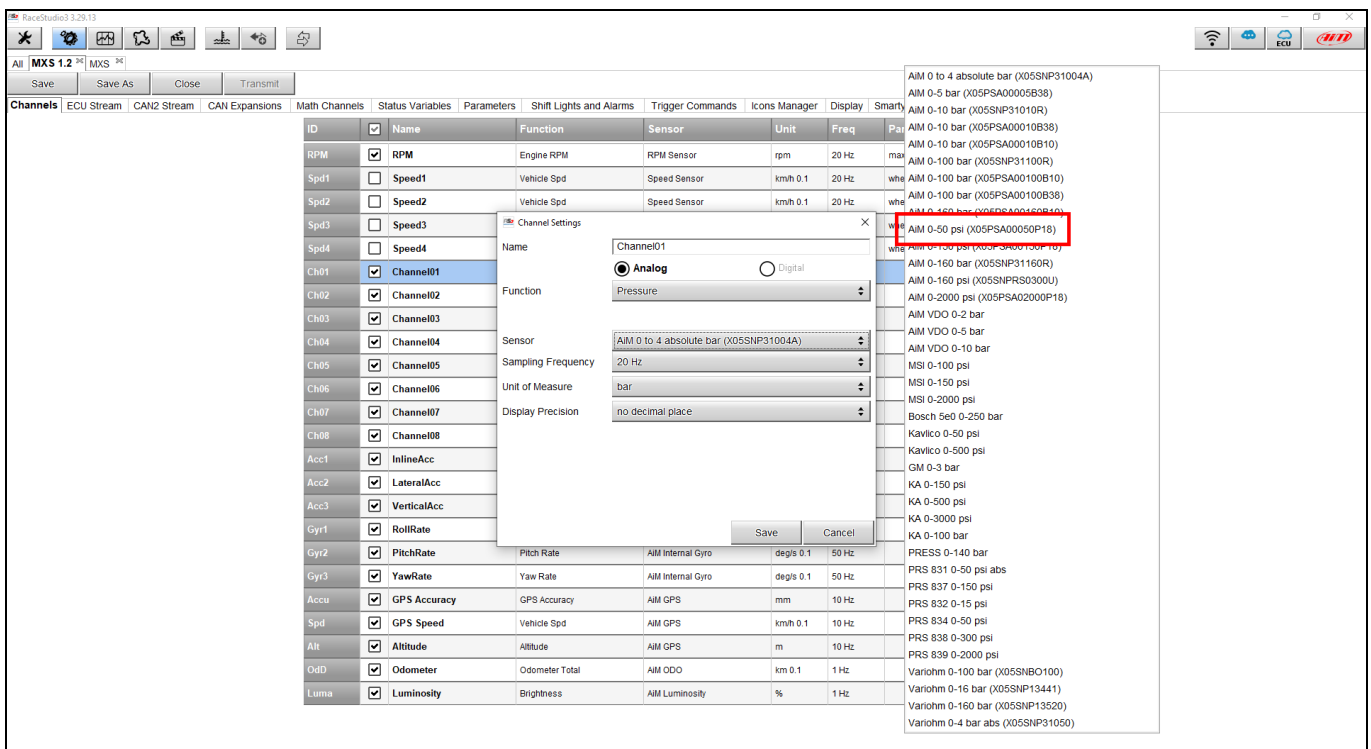 RaceStudio3 3.29.13
ECU
AiM
All MXS 1.2 MXS
Save Save As Close Transmit
Channels ECU Stream CAN2 Stream CAN Expansions Math Channels Status Variables Parameters Shift Lights and Alarms Trigger Commands Icons Manager Display
ID Name Function Sensor Unit Freq
RPM RPM Engine RPM RPM Sensor rpm 20 Hz
Spd1 Speed1 Vehicle Spd Speed Sensor km/h 0.1 20 Hz
Spd2 Speed2 Vehicle Spd Speed Sensor km/h 0.1 20 Hz
Spd3 Speed3
Spd4 Speed4
Ch01 Channel01
Ch02 Channel02
Ch03 Channel03
Ch04 Channel04
Ch05 Channel05
Ch06 Channel06
Ch07 Channel07
Ch08 Channel08
Acc1 InlineAcc
Acc2 LateralAcc
Acc3 VerticalAcc
Gyr1 RollRate
Gyr2 PitchRate Pitch Rate AiM Internal Gyro deg/s 0.1 50 Hz
Gyr3 YawRate Yaw Rate AiM Internal Gyro deg/s 0.1 50 Hz
Accu GPS Accuracy GPS Accuracy AiM GPS mm 10 Hz
Spd GPS Speed Vehicle Spd AiM GPS km/h 0.1 10 Hz
Alt Altitude Altitude AiM GPS m 10 Hz
OdD Odometer Odometer Total AiM ODO km 0.1 1 Hz
Luma Luminosity Brightness AiM Luminosity % 1 Hz
Channel Settings
Name Channel01
Analog Digital
Function Pressure
Sensor AiM 0 to 4 absolute bar (X05SNP31004A)
Sampling Frequency 20 Hz
Unit of Measure bar
Display Precision no decimal place
Save Cancel
AiM 0 to 4 absolute bar (X05SNP31004A)
AiM 0-5 bar (X05PSA00005B38)
AiM 0-10 bar (X05SNP31010R)
AiM 0-10 bar (X05PSA00010B38)
AiM 0-10 bar (X05PSA00010B10)
AiM 0-100 bar (X05SNP31100R)
AiM 0-100 bar (X05PSA00100B10)
AiM 0-100 bar (X05PSA00100B38)
AiM 0-160 bar (X05PSA00160B10)
AiM 0-50 psi (X05PSA00050P18)
AiM 0-150 psi (X05PSA00150P18)
AiM 0-160 bar (X05SNP31160R)
AiM 0-160 psi (X05SNPRS0300U)
AiM 0-2000 psi (X05PSA02000P18)
AiM VDO 0-2 bar
AiM VDO 0-5 bar
AiM VDO 0-10 bar
MSI 0-100 psi
MSI 0-150 psi
MSI 0-2000 psi
Bosch 5e0 0-250 bar
Kavlico 0-50 psi
Kavlico 0-500 psi
GM 0-3 bar
KA 0-150 psi
KA 0-500 psi
KA 0-3000 psi
KA 0-100 bar
PRESS 0-140 bar
PRS 831 0-50 psi abs
PRS 837 0-150 psi
PRS 832 0-15 psi
PRS 834 0-50 psi
PRS 838 0-300 psi
PRS 839 0-2000 psi
Variohm 0-100 bar (X05SNBO100)
Variohm 0-16 bar (X05SNP13441)
Variohm 0-160 bar (X05SNP13520)
Variohm 0-4 bar abs (X05SNP31050)